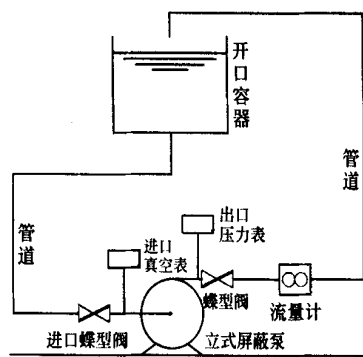 开口容器
管道
管道
进口
真空表
出口
压力表
蝶型阀
流量计
进口蝶型阀
立式屏蔽泵